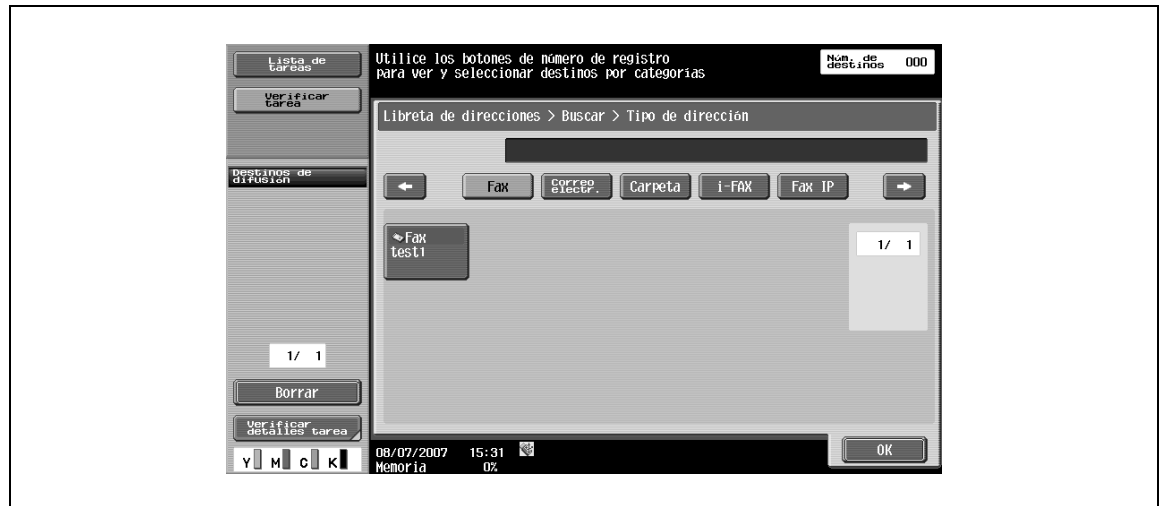 Lista de
tareas
Verificar
tarea
Destinos de
difusión
1/ 1
Borrar
Verificar
detalles tarea
Y M C K
Utilice los botones de número de registro
para ver y seleccionar destinos por categorías
Núm. de
destinos 000
Libreta de direcciones > Buscar > Tipo de dirección
Fax
Correo
electr.
Carpeta
i-FAX
Fax IP
Fax
test1
1/ 1
08/07/2007 15:31
Memoria 0%
OK